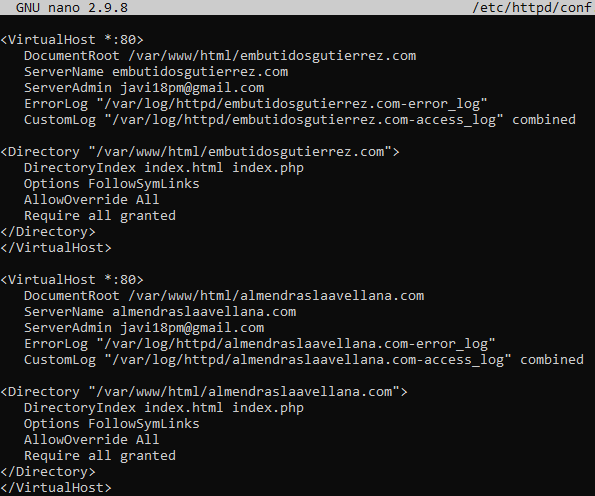 GNU nano 2.9.8 /etc/httpd/conf
<VirtualHost *:80>
DocumentRoot /var/www/html/embutidosgutierrez.com
ServerName embutidosgutierrez.com
ServerAdmin javi18pm@gmail.com
ErrorLog "/var/log/httpd/embutidosgutierrez.com-error_log"
CustomLog "/var/log/httpd/embutidosgutierrez.com-access_log" combined
<Directory "/var/www/html/embutidosgutierrez.com">
DirectoryIndex index.html index.php
Options FollowSymLinks
AllowOverride All
Require all granted
</Directory>
</VirtualHost>
<VirtualHost *:80>
DocumentRoot /var/www/html/almendraslaavellana.com
ServerName almendraslaavellana.com
ServerAdmin javi18pm@gmail.com
ErrorLog "/var/log/httpd/almendraslaavellana.com-error_log"
CustomLog "/var/log/httpd/almendraslaavellana.com-access_log" combined
<Directory "/var/www/html/almendraslaavellana.com">
DirectoryIndex index.html index.php
Options FollowSymLinks
AllowOverride All
Require all granted
</Directory>
</VirtualHost>